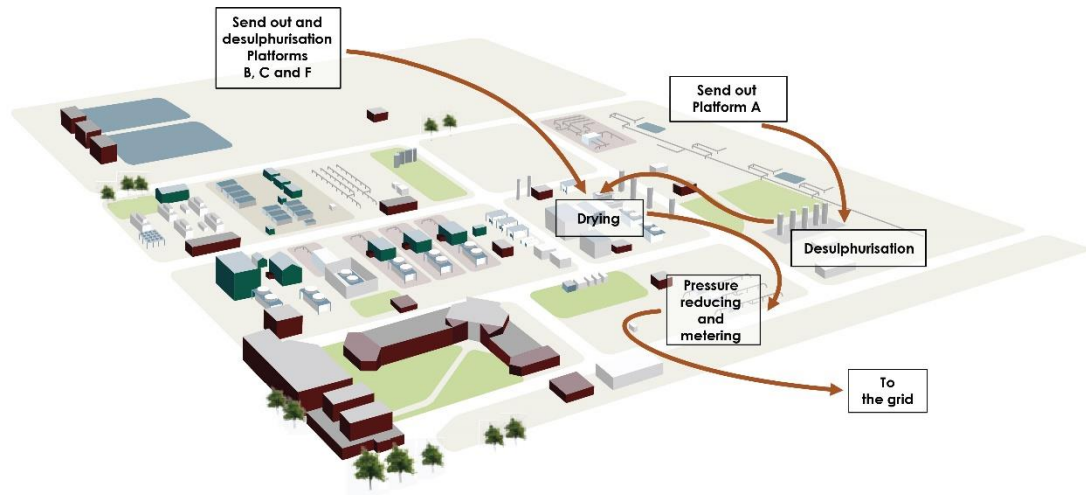 Send out and
desulphurisation
Platforms
B, C and F
Send out
Platform A
Drying
Desulphurisation
Pressure
reducing
and
metering
To
the grid